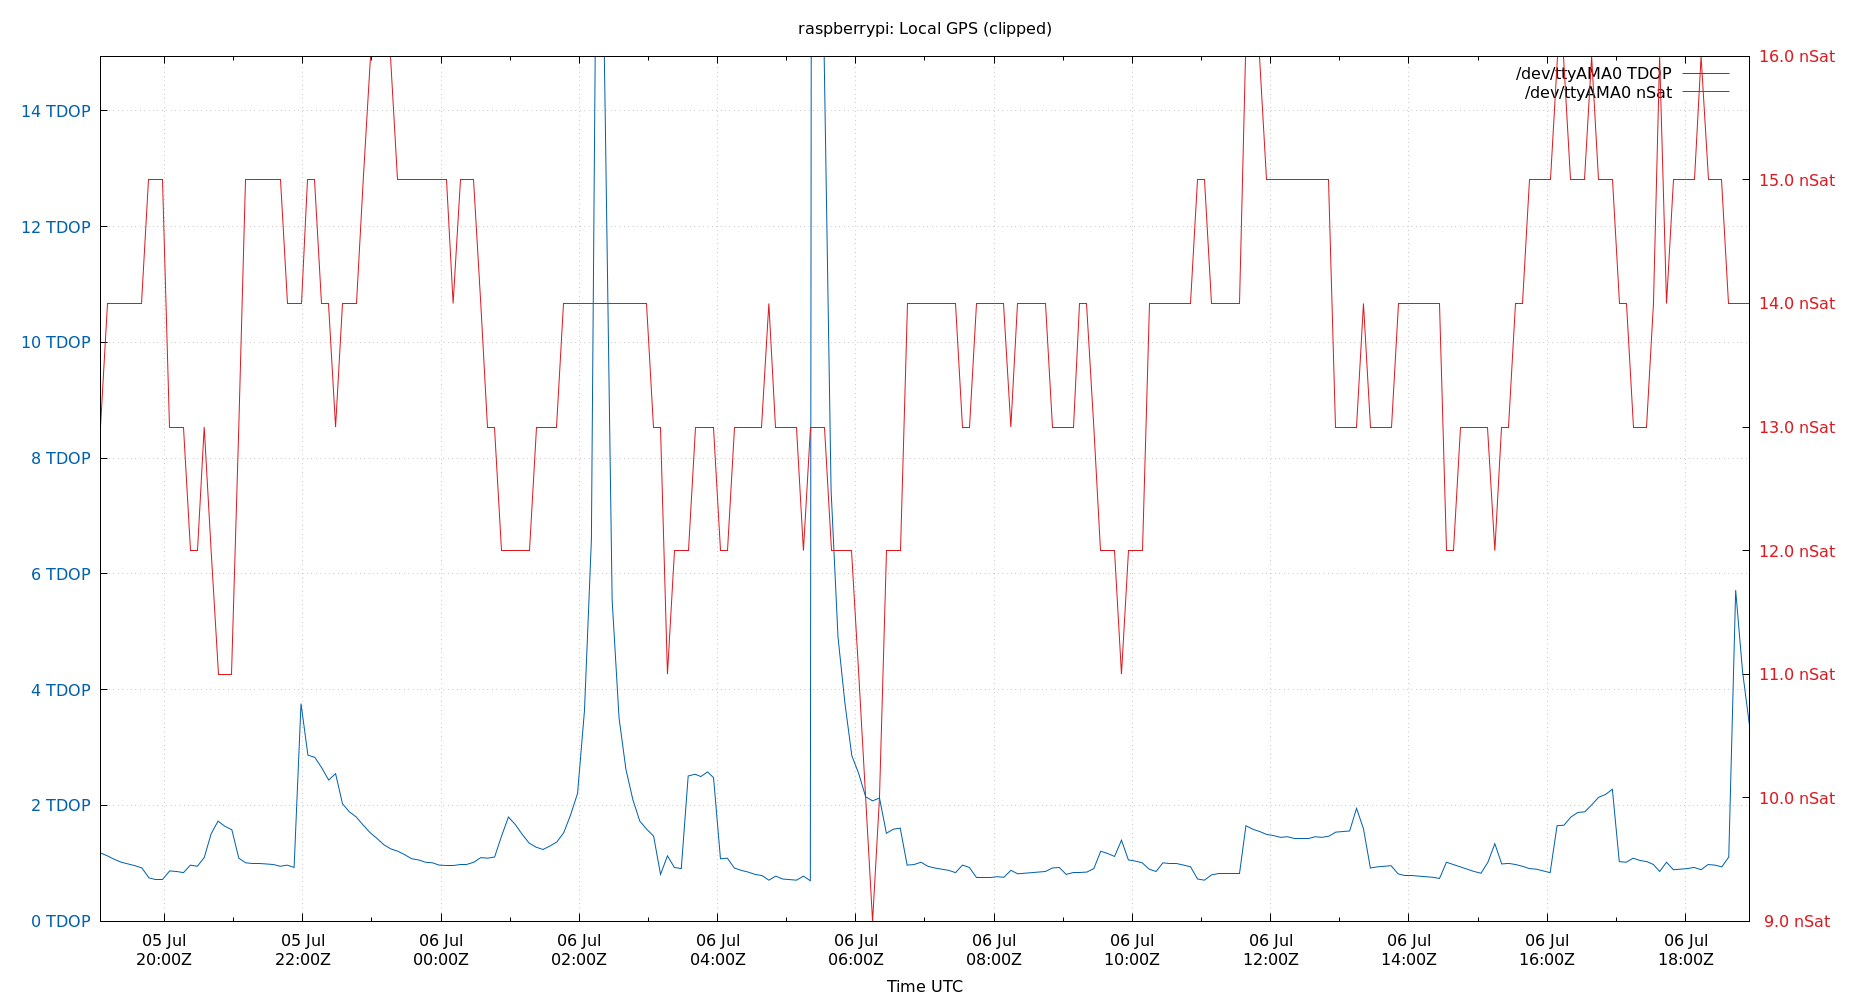 raspberrypi: Local GPS (clipped)
16.0 nSat
/dev/ttyAMA0 TDOP
/dev/ttyAMA0 nSat
14 TDOP
15.0 nSat
12 TDOP
14.0 nSat
10 TDOP
13.0 nSat
8 TDOP
12.0 nSat
6 TDOP
11.0 nSat
4 TDOP
10.0 nSat
2 TDOP
0 TDOP
9.0 nSat
05 Jul 05 Jul 06 Jul 06 Jul 06 Jul 06 Jul 06 Jul 06 Jul 06 Jul 06 Jul 06 Jul 06 Jul
20:00Z 22:00Z 00:00Z 02:00Z 04:00Z 06:00Z 08:00Z 10:00Z 12:00Z 14:00Z 16:00Z 18:00Z
Time UTC